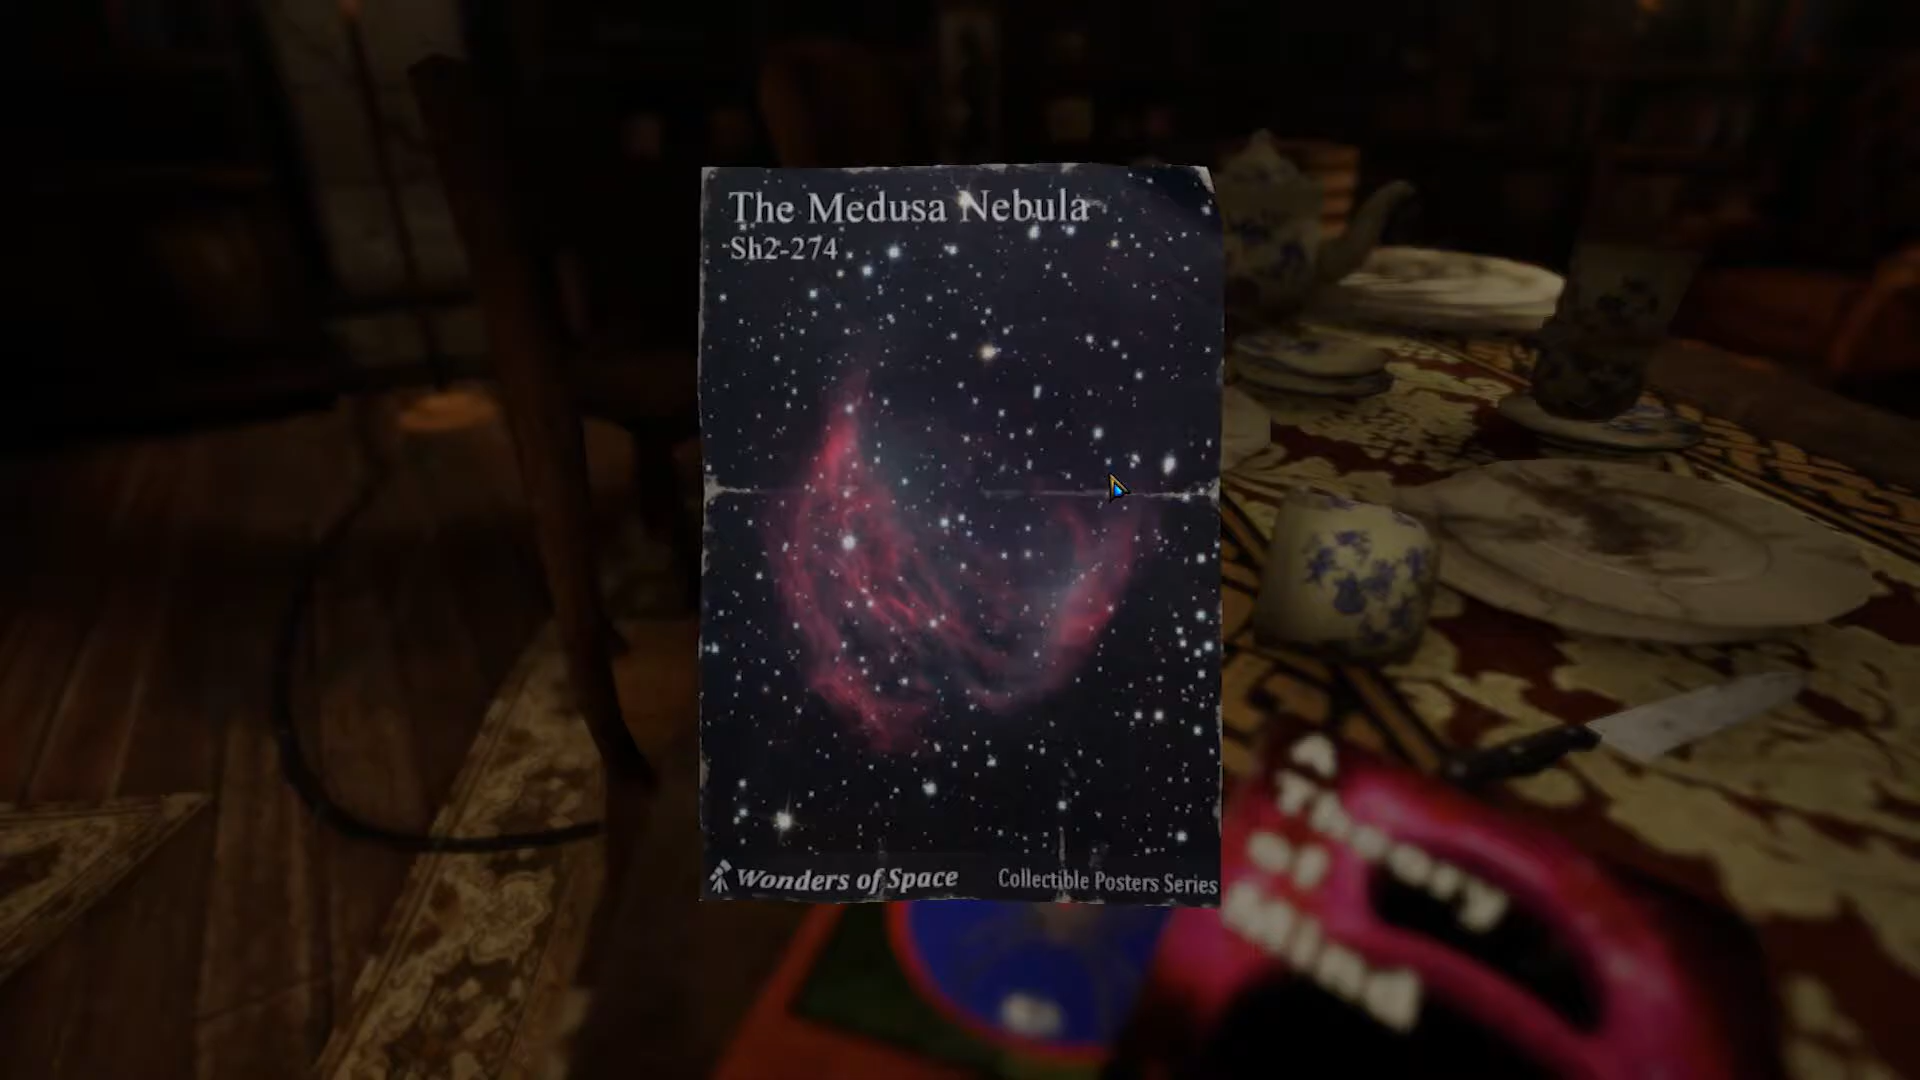 The Medusa Nebula
Sh2-274
Wonders of Space
Collectible Posters Series
A
Theory
of
Mind